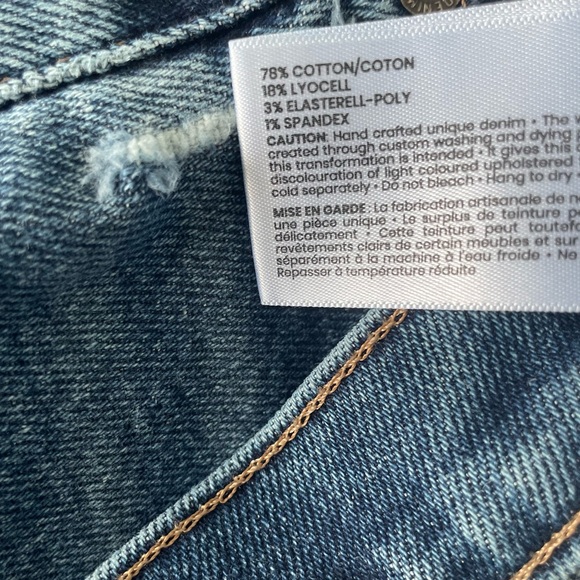 78% COTTON/COTON
18% LYOCELL
3% ELASTERELL-POLY
1% SPANDEX
CAUTION: Hand crafted unique denim • The
created through custom washing and dying
this transformation is intended • It gives this
discolouration of light coloured upholstered
cold separately • Do not bleach • Hang to dry •
MISE EN GARDE: La fabrication artisanale de
une pièce unique • Le surplus de teinture
délicatement • Cette teinture peut
revêtements clairs de certain meubles et sur
séparément à la machine à l'eau froide • Ne
Repasser à température réduite